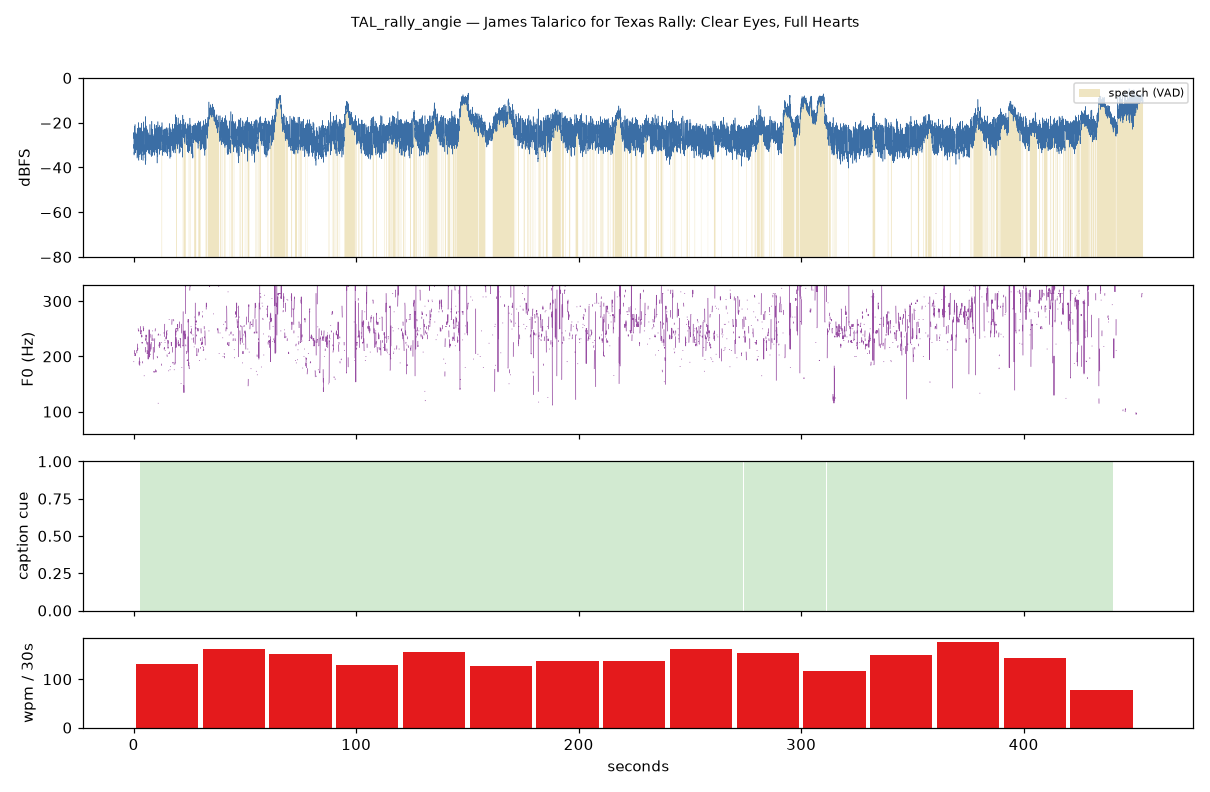 TAL_rally_angie — James Talarico for Texas Rally: Clear Eyes, Full Hearts
speech (VAD)
0
−20
−40
−60
−80
dBFS
300
200
100
F0 (Hz)
1.00
0.75
0.50
0.25
0.00
caption cue
100
0
wpm / 30s
0 100 200 300 400
seconds